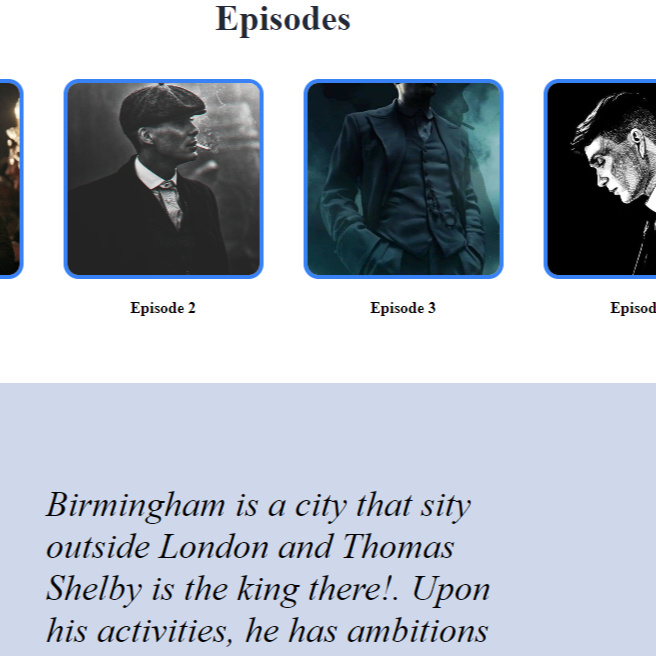 Episodes
Episode 2
Episode 3
Episod
Birmingham is a city that sity
outside London and Thomas
Shelby is the king there!. Upon
his activities, he has ambitions